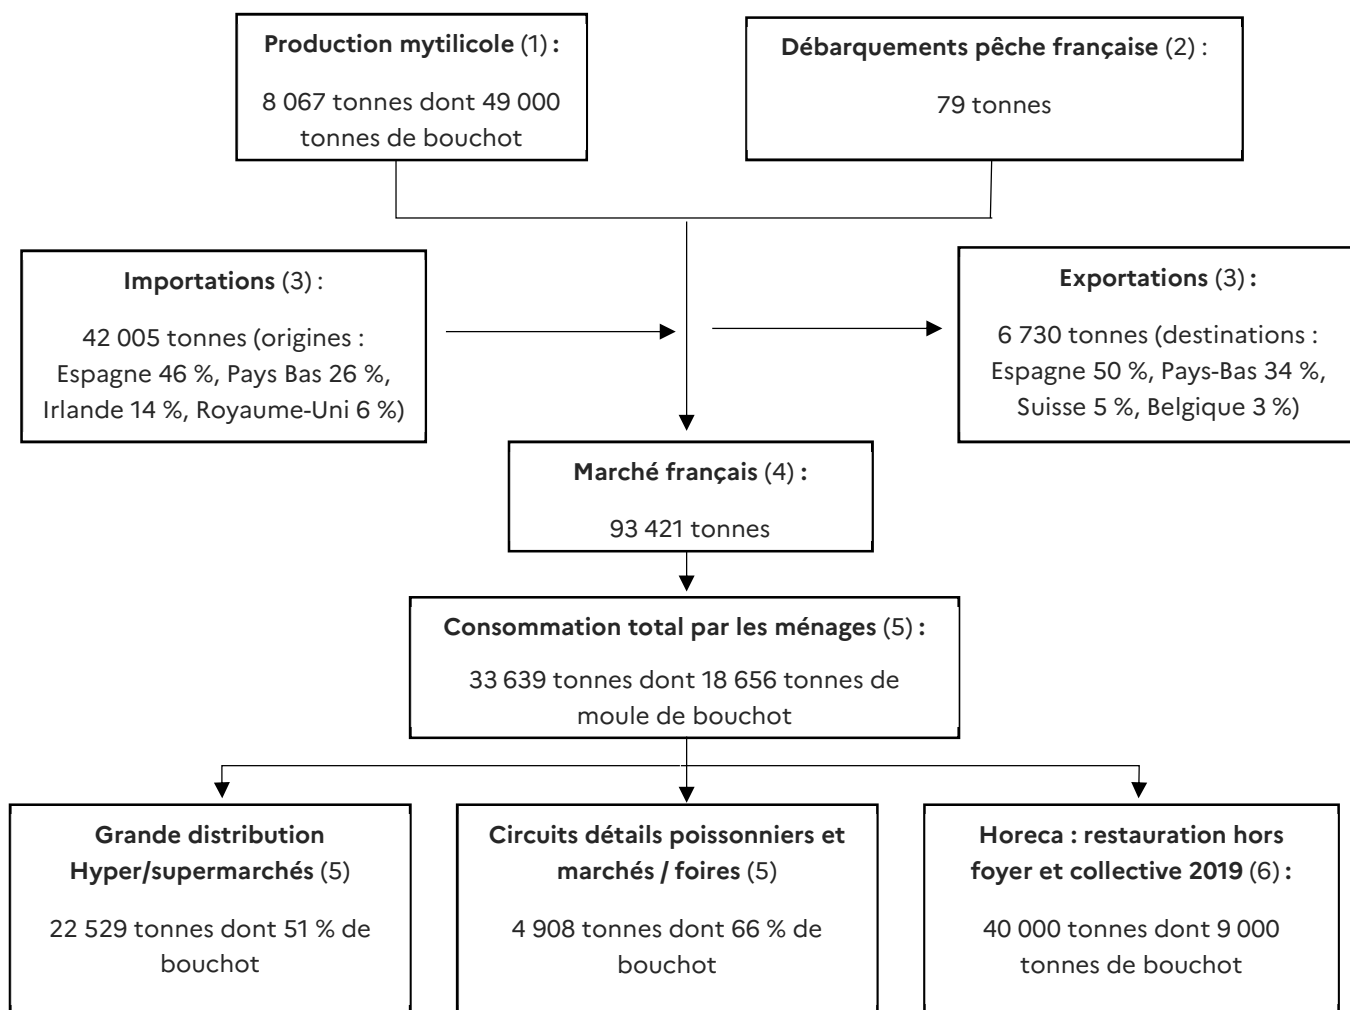 Production mytilicole (1) :
8 067 tonnes dont 49 000
tonnes de bouchot
Débarquements pêche française (2) :
79 tonnes
Importations (3) :
42 005 tonnes (origines :
Espagne 46 %, Pays Bas 26 %,
Irlande 14 %, Royaume-Uni 6 %)
Exportations (3) :
6 730 tonnes (destinations :
Espagne 50 %, Pays-Bas 34 %,
Suisse 5 %, Belgique 3 %)
Marché français (4) :
93 421 tonnes
Consommation total par les ménages (5) :
33 639 tonnes dont 18 656 tonnes de
moule de bouchot
Grande distribution
Hyper/supermarchés (5)
22 529 tonnes dont 51 % de
bouchot
Circuits détails poissonniers et
marchés / foires (5)
4 908 tonnes dont 66 % de
bouchot
Horeca : restauration hors
foyer et collective 2019 (6) :
40 000 tonnes dont 9 000
tonnes de bouchot